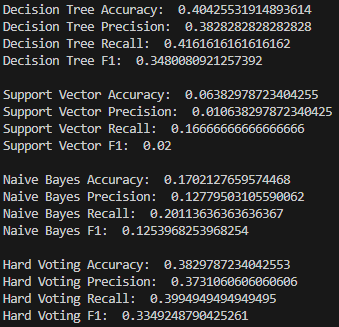 Decision Tree Accuracy:  0.40425531914893614
Decision Tree Precision:  0.3828282828282828
Decision Tree Recall:  0.4161616161616162
Decision Tree F1:  0.3480080921257392
Support Vector Accuracy:  0.06382978723404255
Support Vector Precision:  0.010638297872340425
Support Vector Recall:  0.16666666666666666
Support Vector F1:  0.02
Naive Bayes Accuracy:  0.1702127659574468
Naive Bayes Precision:  0.12779503105590062
Naive Bayes Recall:  0.20113636363636367
Naive Bayes F1:  0.1253968253968254
Hard Voting Accuracy:  0.3829787234042553
Hard Voting Precision:  0.3731060606060606
Hard Voting Recall:  0.3994949494949495
Hard Voting F1:  0.3349248790425261